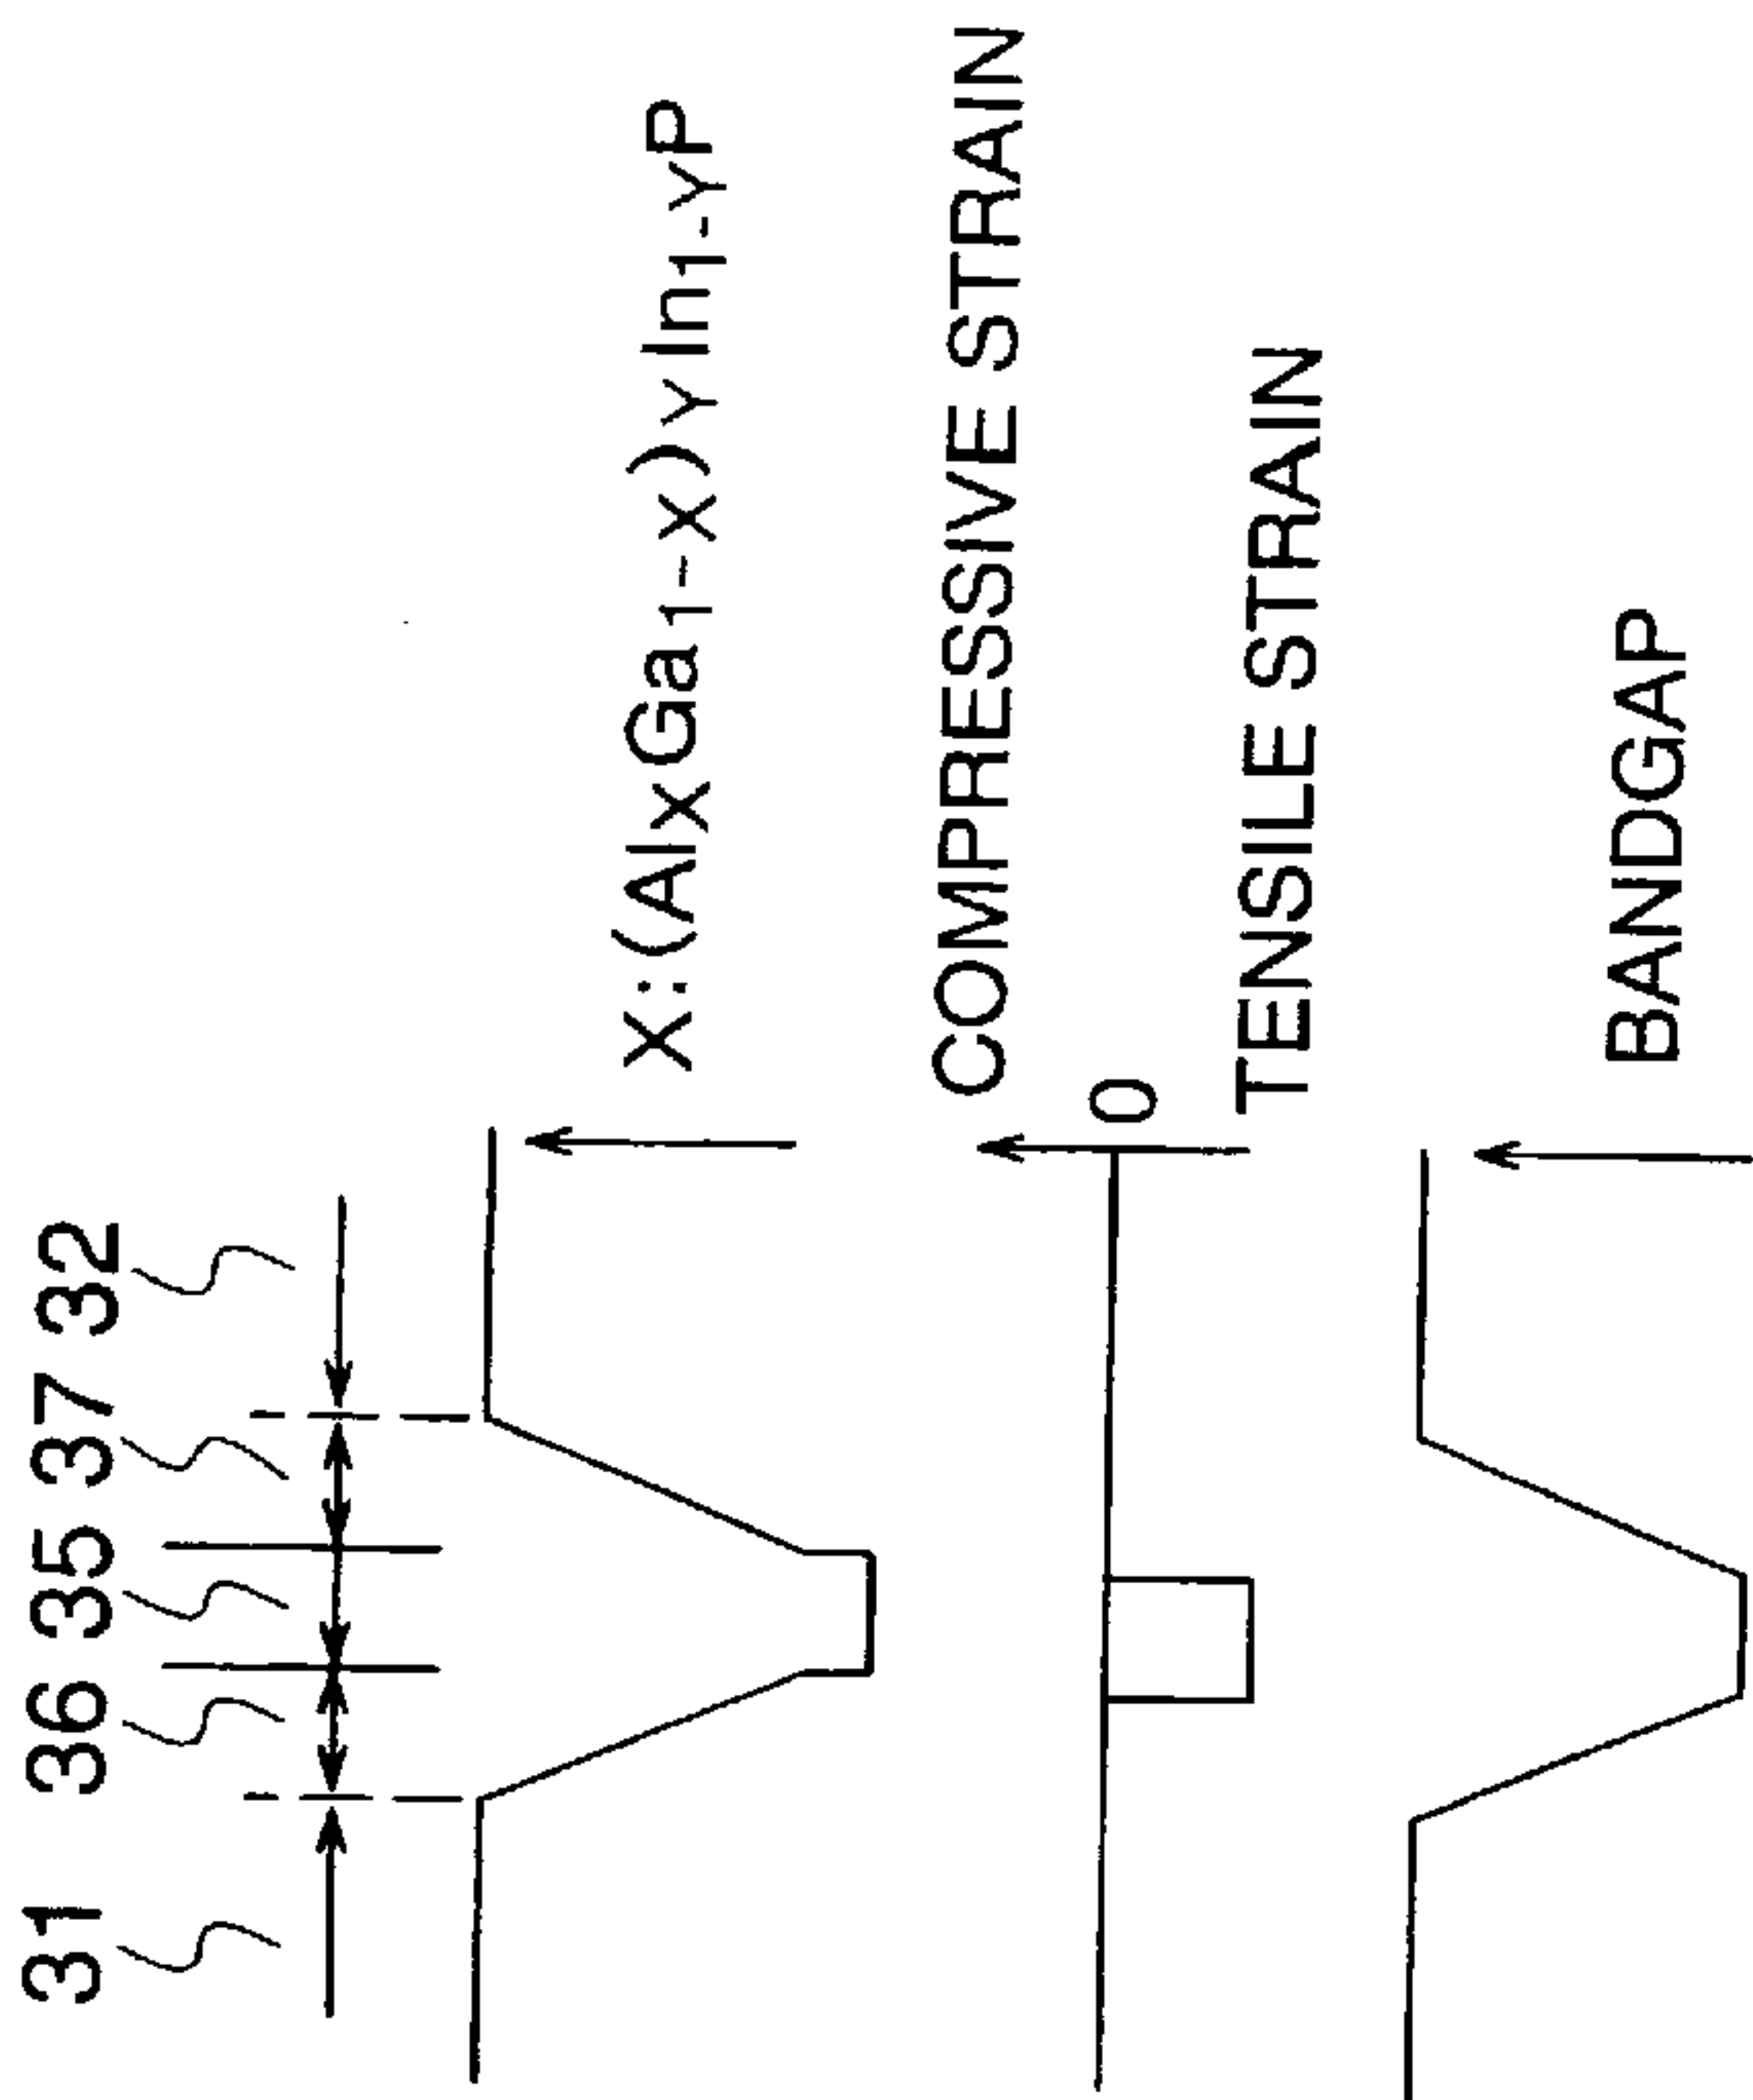 31 36 35 37 32
X:(AlxGa1-x)YIn1-YP
COMPRESSIVE STRAIN
0
TENSILE STRAIN
BANDGAP